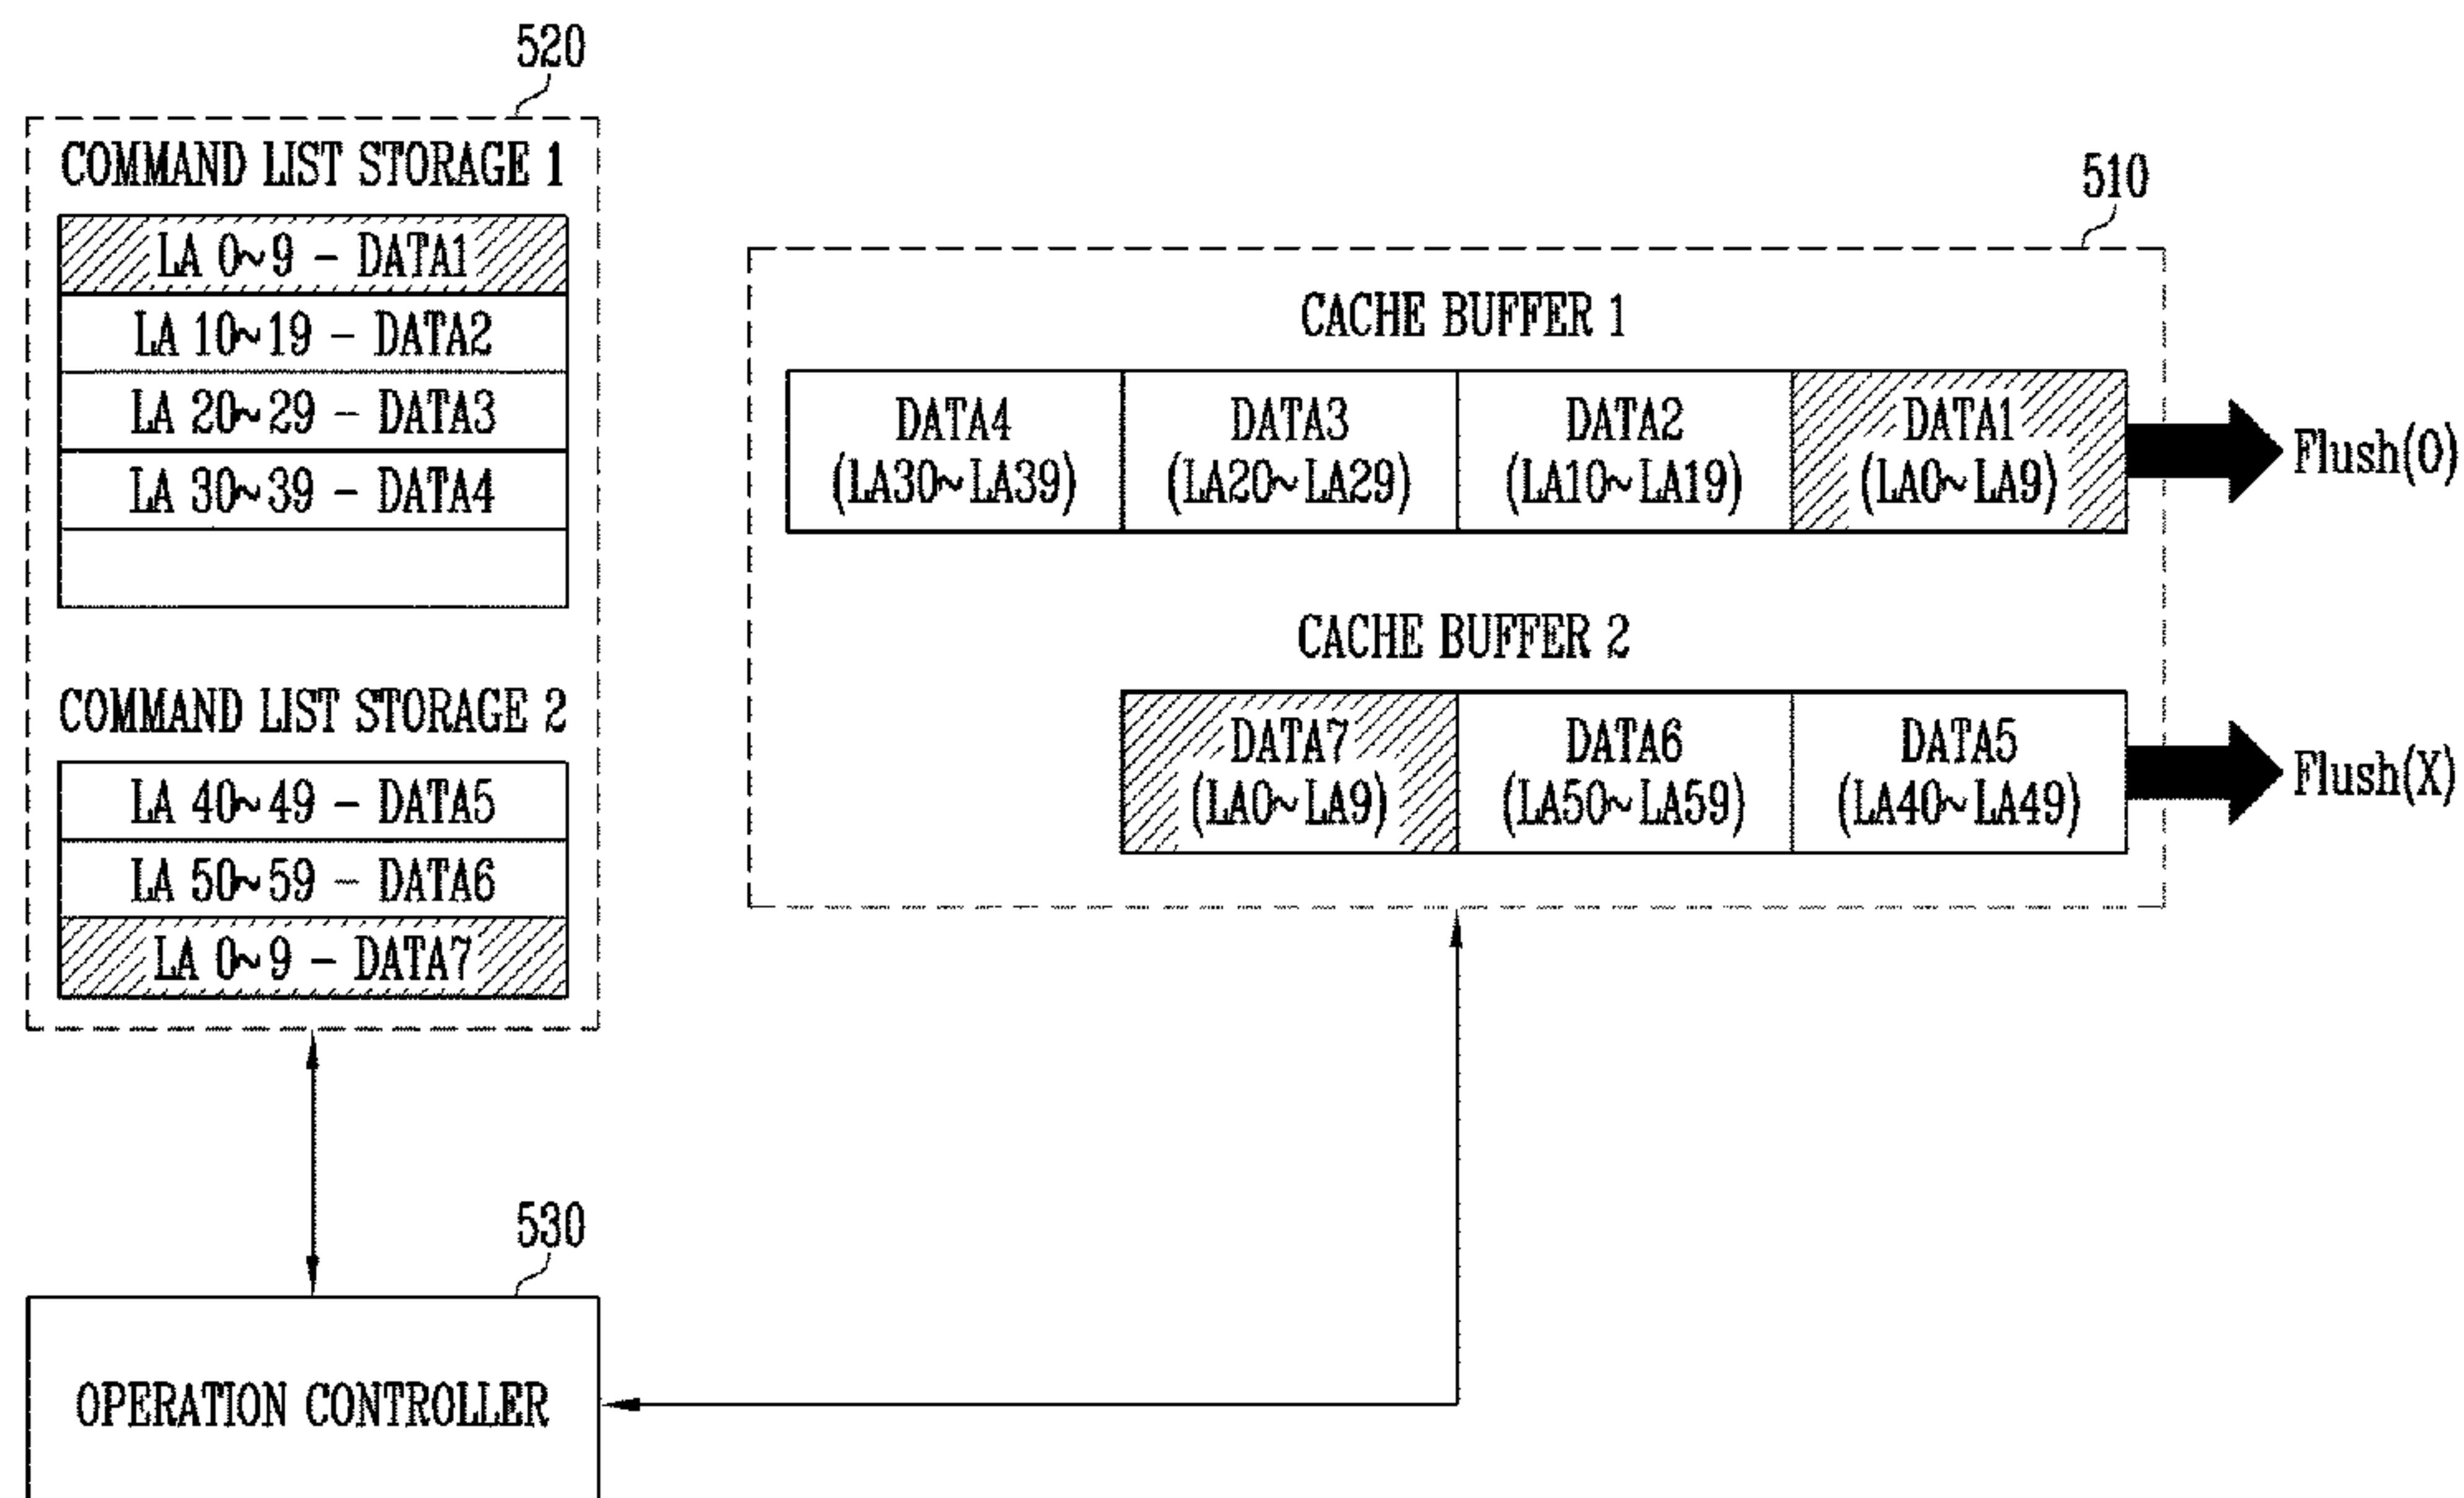 520
COMMAND LIST STORAGE 1
LA 0~9 - DATA1
LA 10~19 - DATA2
LA 20~29 - DATA3
LA 30~39 - DATA4
COMMAND LIST STORAGE 2
LA 40~49 - DATA5
LA 50~59 - DATA6
LA 0~9 - DATA7
510
CACHE BUFFER 1
DATA4
(LA30~LA39)
DATA3
(LA20~LA29)
DATA2
(LA10~LA19)
DATA1
(LA0~LA9)
Flush(O)
CACHE BUFFER 2
DATA7
(LA0~LA9)
DATA6
(LA50~LA59)
DATA5
(LA40~LA49)
Flush(X)
530
OPERATION CONTROLLER